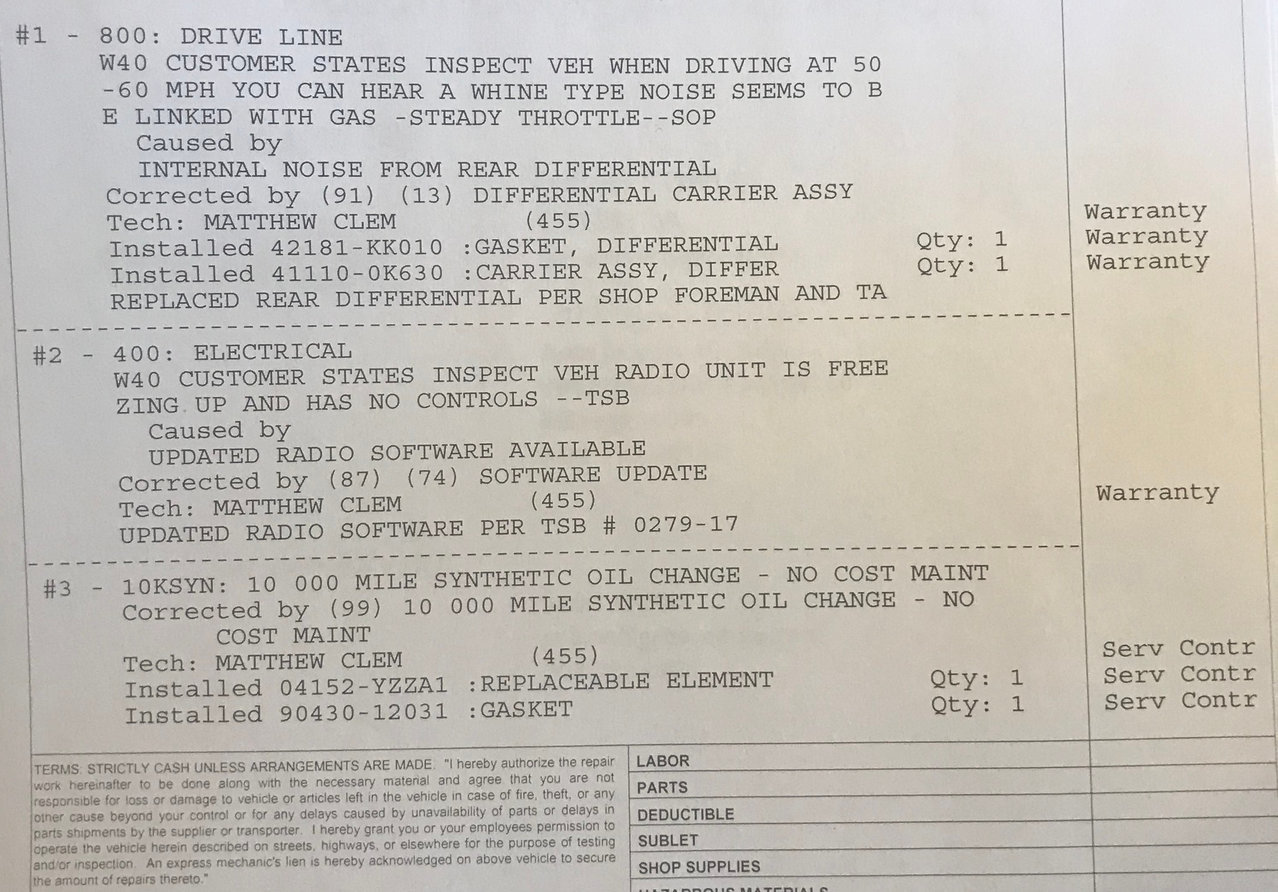 #1 - 800: DRIVE LINE
W40 CUSTOMER STATES INSPECT VEH WHEN DRIVING AT 50
-60 MPH YOU CAN HEAR A WHINE TYPE NOISE SEEMS TO B
E LINKED WITH GAS -STEADY THROTTLE--SOP
Caused by
INTERNAL NOISE FROM REAR DIFFERENTIAL
Corrected by (91) (13) DIFFERENTIAL CARRIER ASSY
Tech: MATTHEW CLEM (455) Warranty
Installed 42181-KK010 :GASKET, DIFFERENTIAL Qty: 1 Warranty
Installed 41110-0K630 :CARRIER ASSY, DIFFER Qty: 1 Warranty
REPLACED REAR DIFFERENTIAL PER SHOP FOREMAN AND TA
#2 - 400: ELECTRICAL
W40 CUSTOMER STATES INSPECT VEH RADIO UNIT IS FREE
ZING UP AND HAS NO CONTROLS --TSB
Caused by
UPDATED RADIO SOFTWARE AVAILABLE
Corrected by (87) (74) SOFTWARE UPDATE
Tech: MATTHEW CLEM (455) Warranty
UPDATED RADIO SOFTWARE PER TSB # 0279-17
#3 - 10KSYN: 10 000 MILE SYNTHETIC OIL CHANGE - NO COST MAINT
Corrected by (99) 10 000 MILE SYNTHETIC OIL CHANGE - NO
COST MAINT
Tech: MATTHEW CLEM (455) Serv Contr
Installed 04152-YZZA1 :REPLACEABLE ELEMENT Qty: 1 Serv Contr
Installed 90430-12031 :GASKET Qty: 1 Serv Contr
TERMS: STRICTLY CASH UNLESS ARRANGEMENTS ARE MADE. "I hereby authorize the repair
work hereinafter to be done along with the necessary material and agree that you are not
responsible for loss or damage to vehicle or articles left in the vehicle in case of fire, theft, or any
other cause beyond your control or for any delays caused by unavailability of parts or delays in
parts shipments by the supplier or transporter. I hereby grant you or your employees permission to
operate the vehicle herein described on streets, highways, or elsewhere for the purpose of testing
and/or inspection. An express mechanic's lien is hereby acknowledged on above vehicle to secure
the amount of repairs thereto."
LABOR
PARTS
DEDUCTIBLE
SUBLET
SHOP SUPPLIES
HAZARDOUS MATERIALS